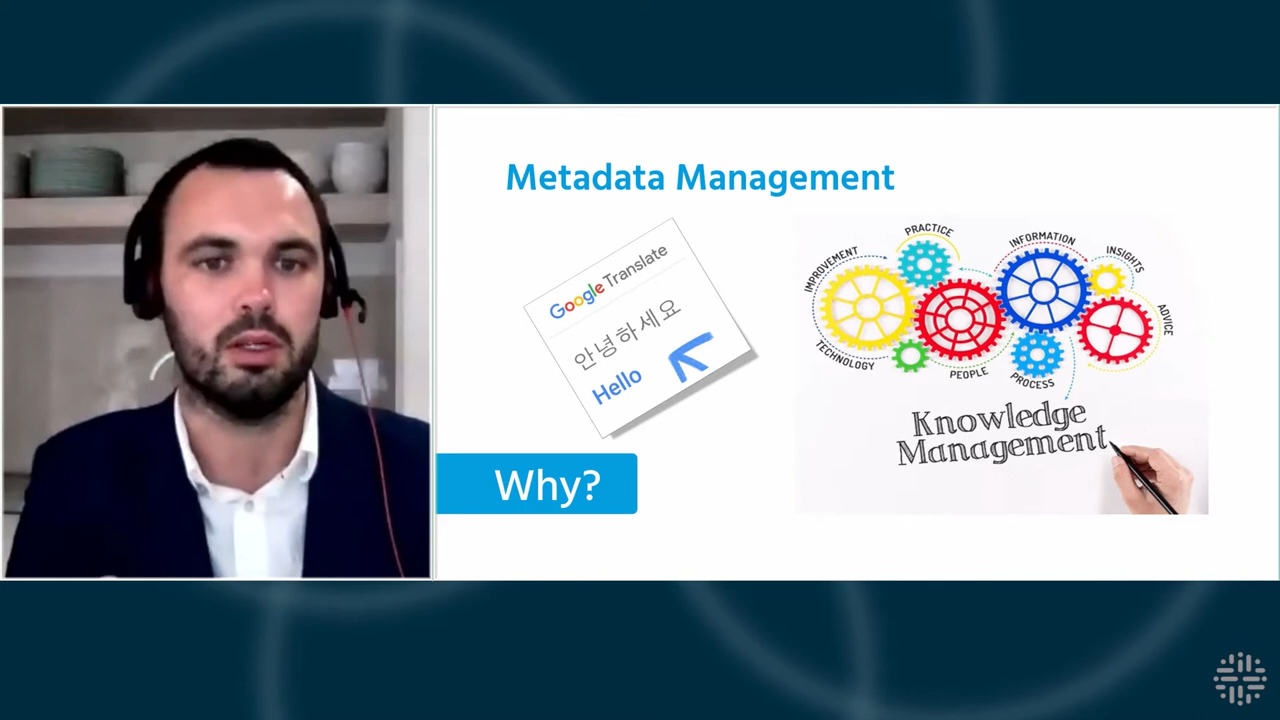 Metadata Management
Google Translate
안녕하세요
Hello
Why?
IMPROVEMENT
PRACTICE
INFORMATION
INSIGHTS
ADVICE
TECHNOLOGY
PEOPLE
PROCESS
Knowledge
Management